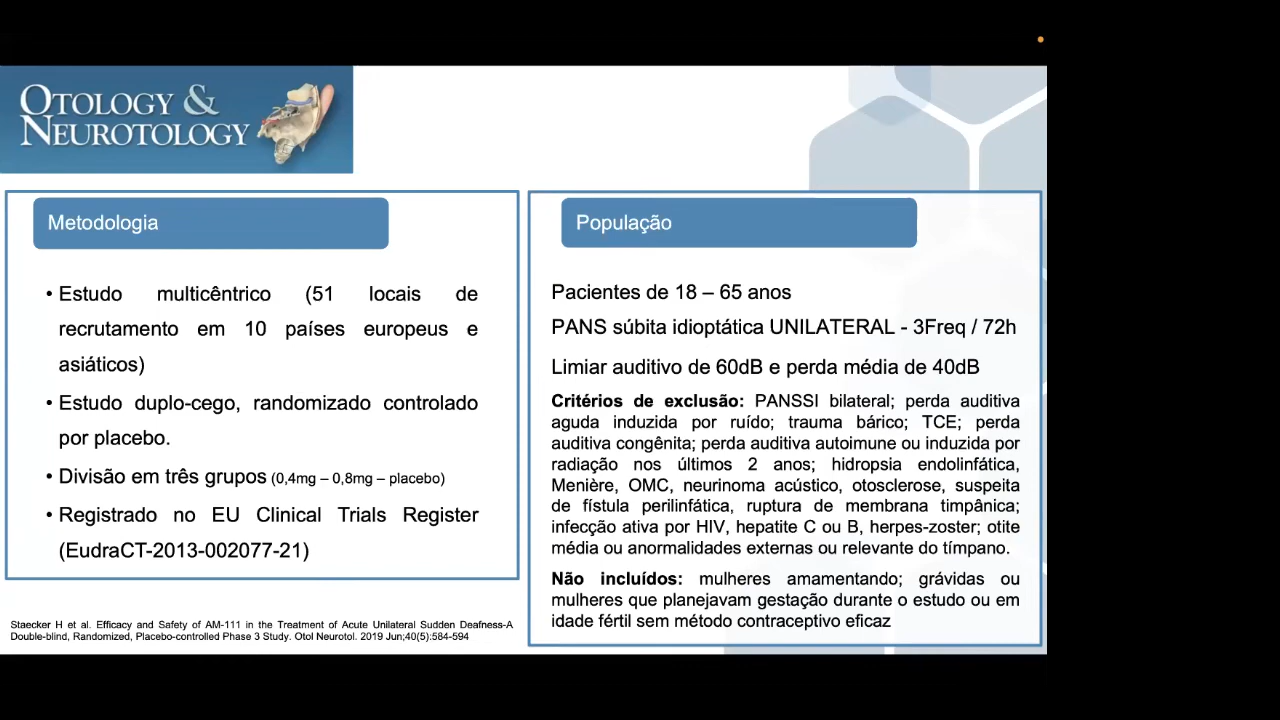 OTOLOGY &
NEUROTOLOGY
Metodologia
• Estudo multicêntrico (51 locais de
recrutamento em 10 países europeus e
asiáticos)
• Estudo duplo-cego, randomizado controlado
por placebo.
• Divisão em três grupos (0,4mg – 0,8mg – placebo)
• Registrado no EU Clinical Trials Register
(EudraCT-2013-002077-21)
Staecker H et al. Efficacy and Safety of AM-111 in the Treatment of Acute Unilateral Sudden Deafness-A
Double-blind, Randomized, Placebo-controlled Phase 3 Study. Otol Neurotol. 2019 Jun;40(5):584-594
População
Pacientes de 18 – 65 anos
PANS súbita idioptática UNILATERAL - 3Freq / 72h
Limiar auditivo de 60dB e perda média de 40dB
Critérios de exclusão: PANSSI bilateral; perda auditiva
aguda induzida por ruído; trauma bárico; TCE; perda
auditiva congênita; perda auditiva autoimune ou induzida por
radiação nos últimos 2 anos; hidropsia endolinfática,
Menière, OMC, neurinoma acústico, otosclerose, suspeita
de fístula perilinfática, ruptura de membrana timpânica;
infecção ativa por HIV, hepatite C ou B, herpes-zoster; otite
média ou anormalidades externas ou relevante do tímpano.
Não incluídos: mulheres amamentando; grávidas ou
mulheres que planejavam gestação durante o estudo ou em
idade fértil sem método contraceptivo eficaz